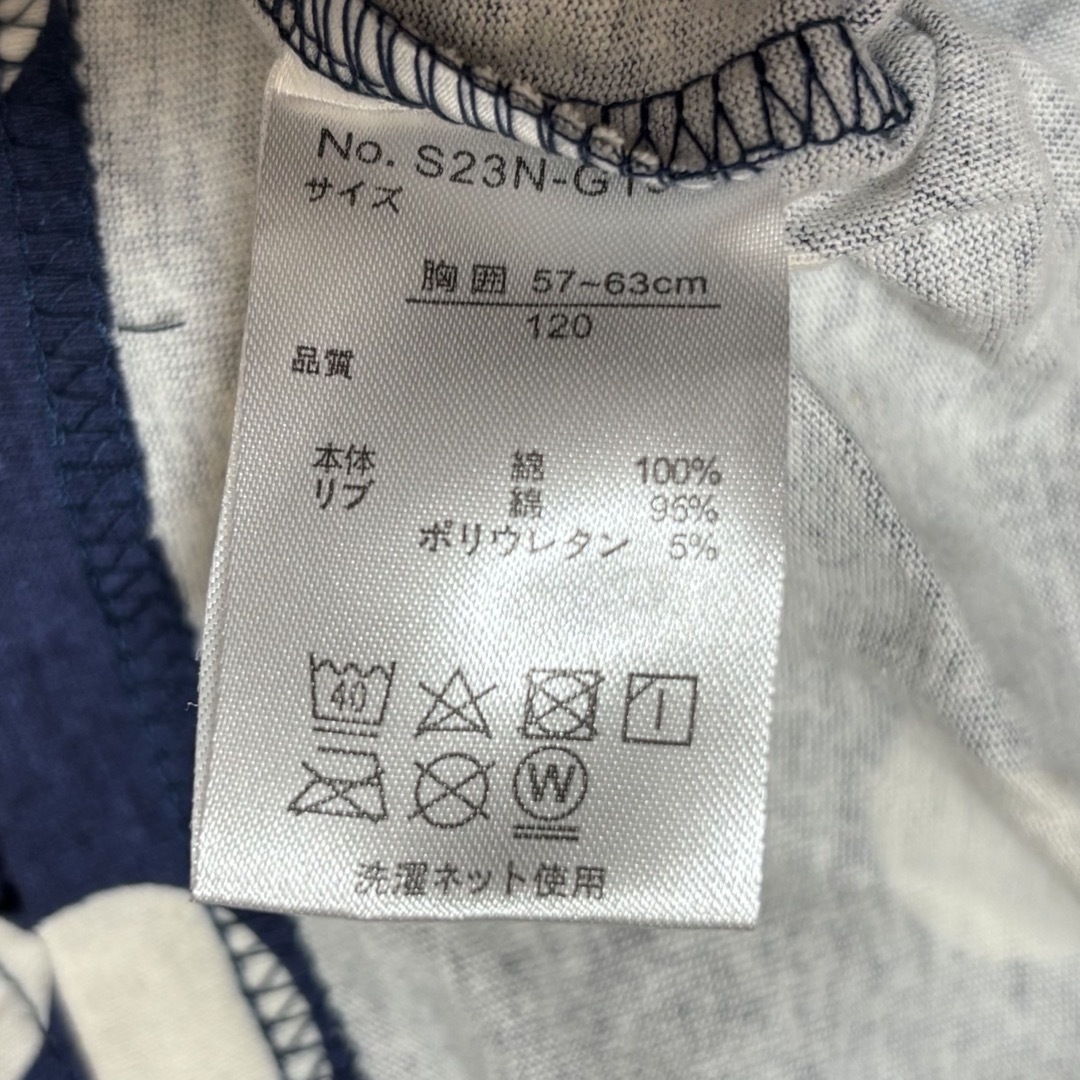 No. S23N-G1
サイズ
胸囲 57~63cm
120
品質
本体 綿 100%
リブ 綿 95%
ポリウレタン 5%
40
W
洗濯ネット使用